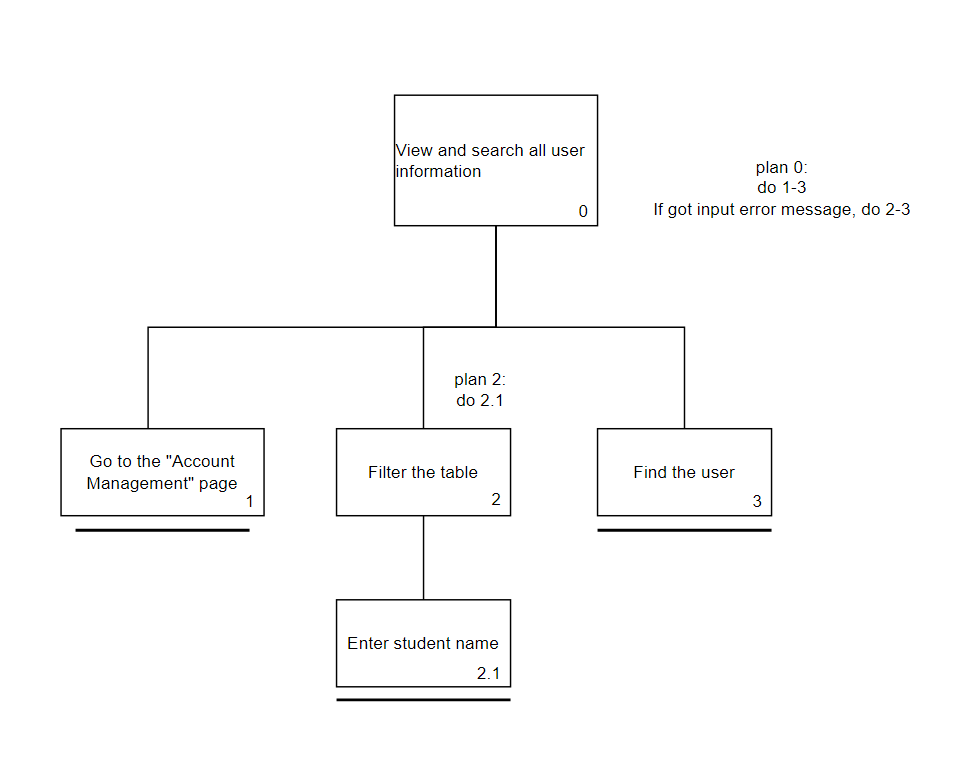 View and search all user
information
0
plan 0:
do 1-3
If got input error message, do 2-3
plan 2:
do 2.1
Go to the "Account
Management" page
1
Filter the table
2
Find the user
3
Enter student name
2.1